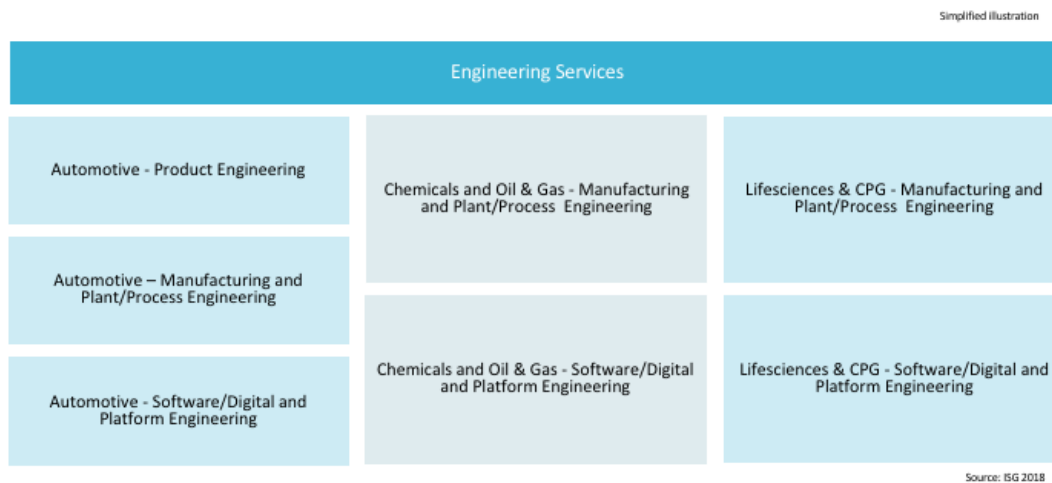 Simplified illustration
Engineering Services
Automotive - Product Engineering
Automotive – Manufacturing and
Plant/Process Engineering
Automotive - Software/Digital and
Platform Engineering
Chemicals and Oil & Gas - Manufacturing
and Plant/Process Engineering
Chemicals and Oil & Gas - Software/Digital
and Platform Engineering
Lifesciences & CPG - Manufacturing and
Plant/Process Engineering
Lifesciences & CPG - Software/Digital and
Platform Engineering
Source: ISG 2018